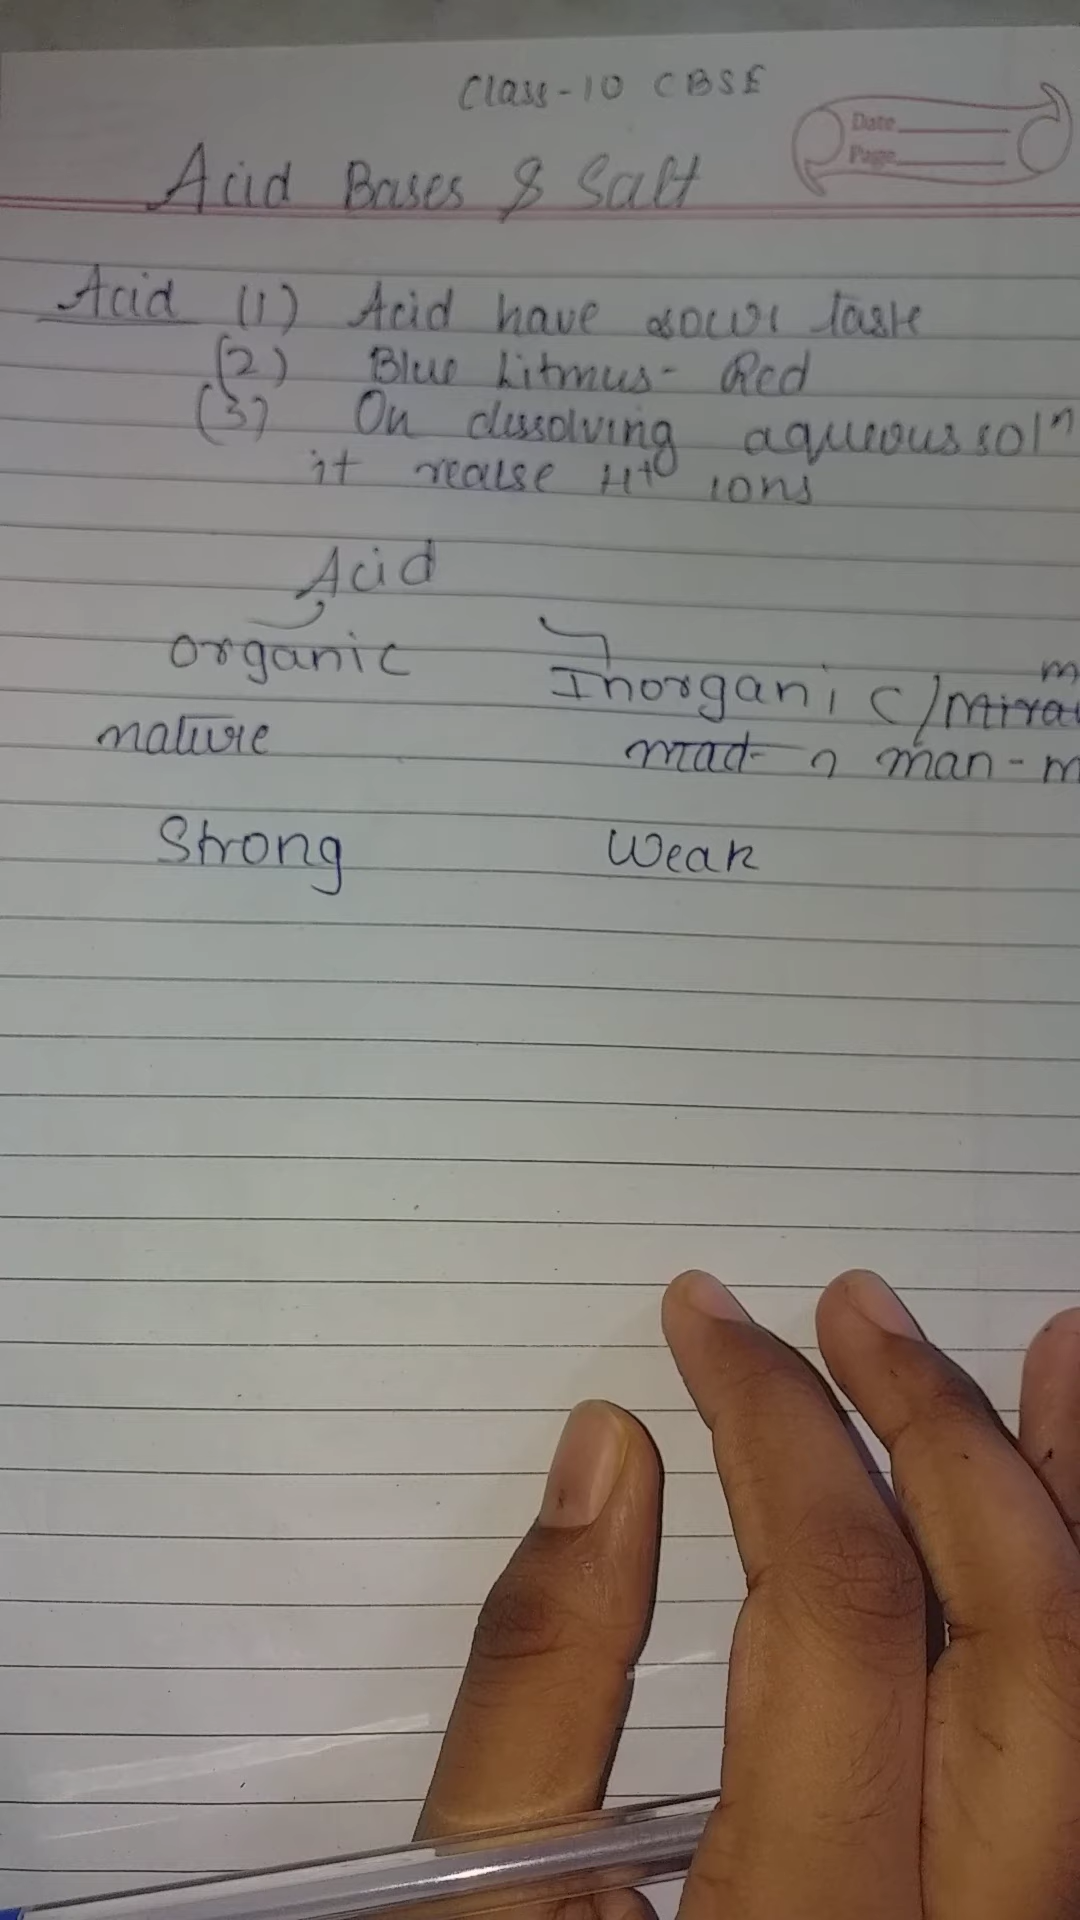 Class-10 CBSE
Date
Page
Acid Bases & Salt
Acid (1) Acid have sour taste
(2) Blue Litmus- Red
(3) On dissolving aqueous solⁿ
it realse H⁺ ions
Acid
organic
Inorganic/
nature
man-m
Strong Weak